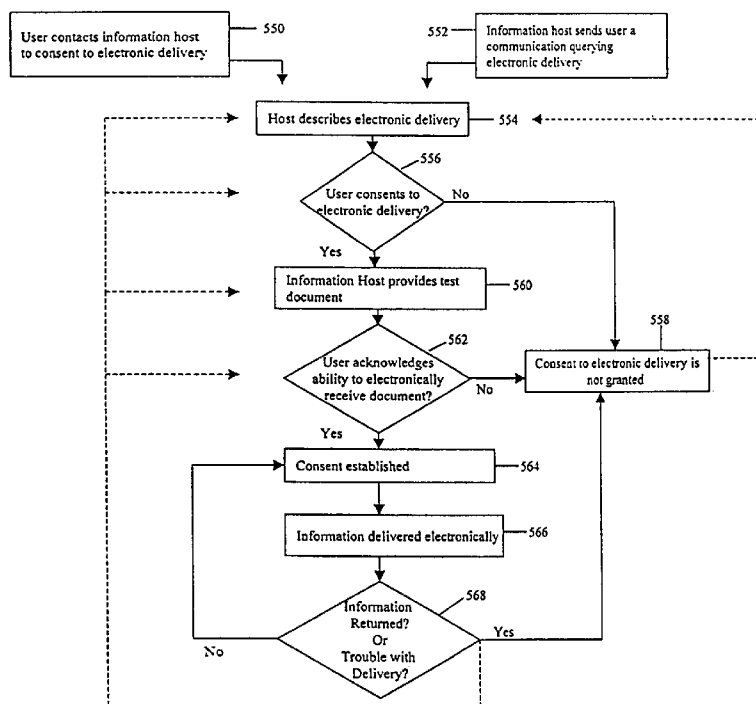 550
User contacts information host
to consent to electronic delivery
552
Information host sends user a
communication querying
electronic delivery
Host describes electronic delivery
554
556
User consents to
electronic delivery?
No
Yes
Information Host provides test
document
560
562
User acknowledges
ability to electronically
receive document?
No
558
Consent to electronic delivery is
not granted
Yes
Consent established
564
Information delivered electronically
566
568
Information
Returned?
Or
Trouble with
Delivery?
Yes
No